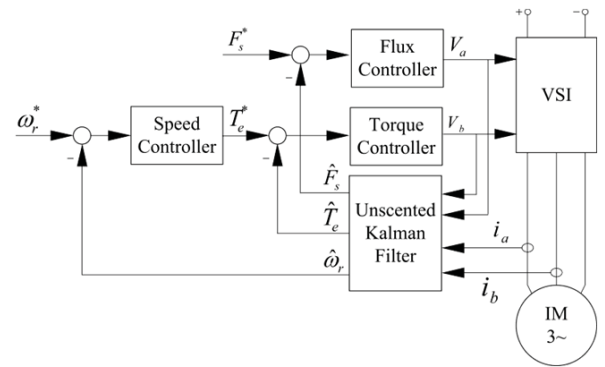 + −
F_s^*
Flux
Controller
V_a
VSI
−
ω_r^*
Speed
Controller
T_e^*
Torque
Controller
V_b
−
−
F̂_s
T̂_e
ω̂_r
Unscented
Kalman
Filter
i_a
i_b
IM
3~